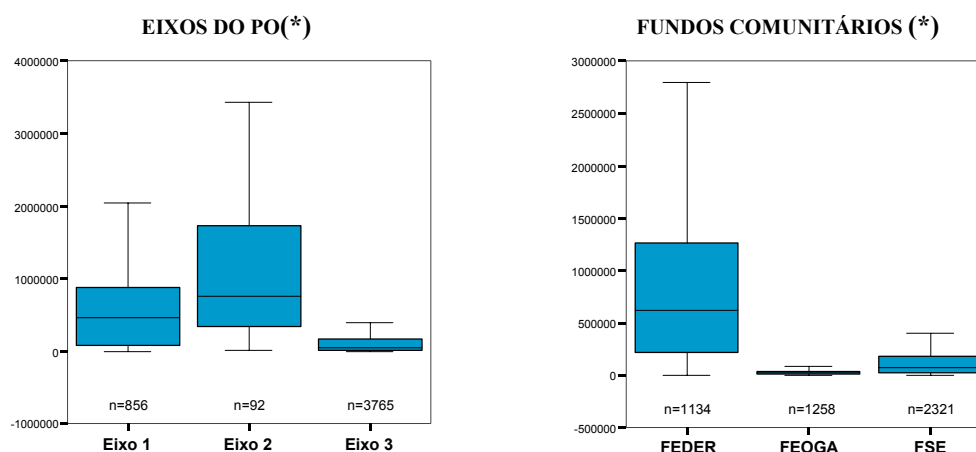 EIXOS DO PO(*)
4000000
3000000
2000000
1000000
0
-1000000
n=856
n=92
n=3765
Eixo 1
Eixo 2
Eixo 3
FUNDOS COMUNITÁRIOS (*)
3000000
2500000
2000000
1500000
1000000
500000
0
-500000
n=1134
n=1258
n=2321
FEDER
FEOGA
FSE